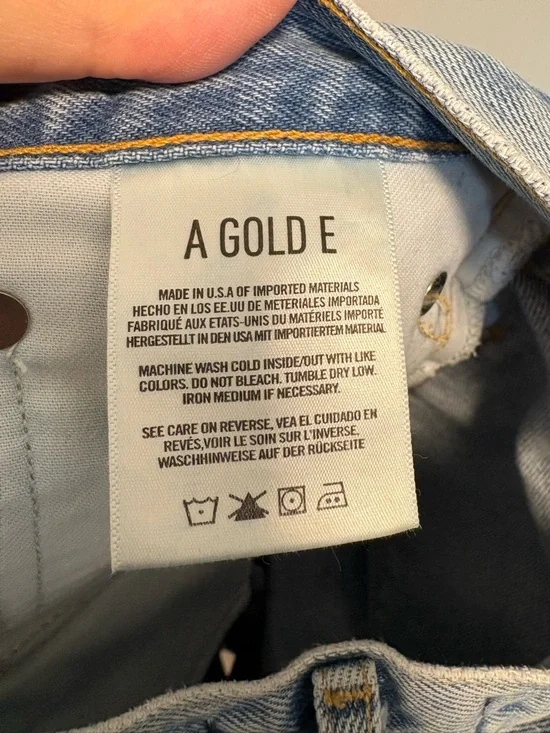 A GOLD E
MADE IN U.S.A OF IMPORTED MATERIALS
HECHO EN LOS EE.UU DE METERIALES IMPORTADA
FABRIQUÉ AUX ETATS-UNIS DU MATÉRIELS IMPORTÉ
HERGESTELLT IN DEN USA MIT IMPORTIERTEM MATERIAL
MACHINE WASH COLD INSIDE/OUT WITH LIKE
COLORS. DO NOT BLEACH. TUMBLE DRY LOW.
IRON MEDIUM IF NECESSARY.
SEE CARE ON REVERSE, VEA EL CUIDADO EN
REVÉS,VOIR LE SOIN SUR L'INVERSE,
WASCHHINWEISE AUF DER RÜCKSEITE